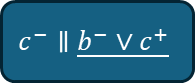 c⁻ ∥ b⁻ ∨ c⁺